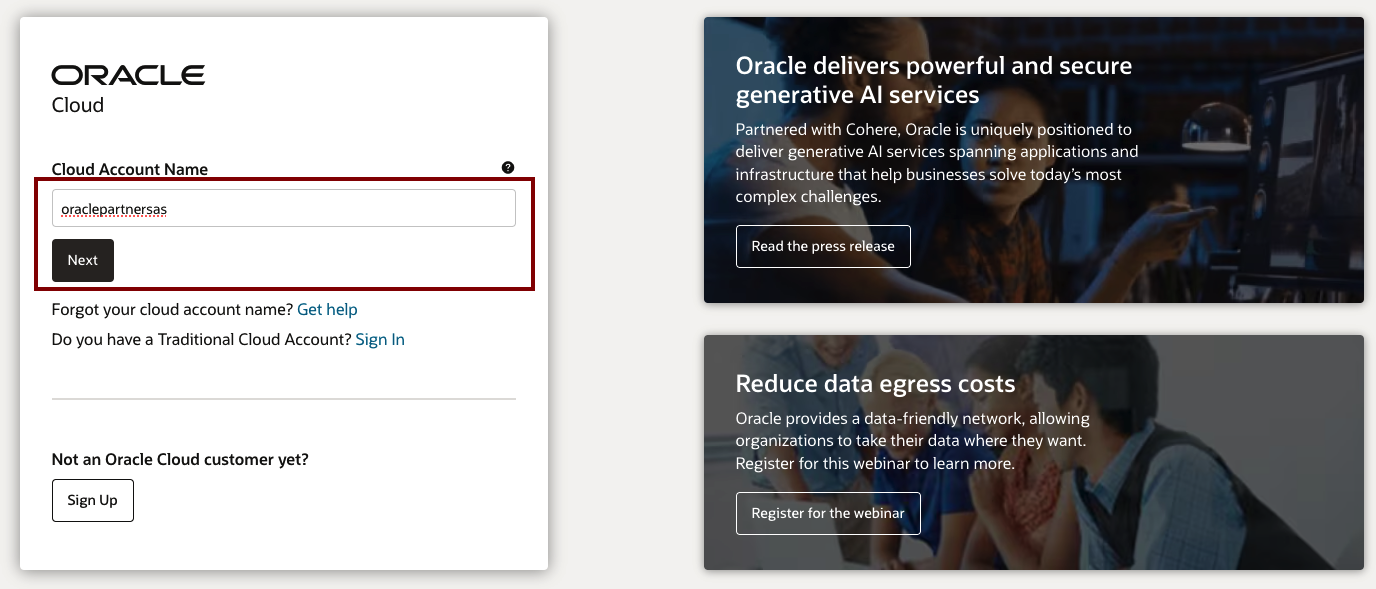 ORACLE
Cloud
Cloud Account Name
?
oraclepartnersas
Next
Forgot your cloud account name? Get help
Do you have a Traditional Cloud Account? Sign In
Not an Oracle Cloud customer yet?
Sign Up
Oracle delivers powerful and secure
generative AI services
Partnered with Cohere, Oracle is uniquely positioned to
deliver generative AI services spanning applications and
infrastructure that help businesses solve today’s most
complex challenges.
Read the press release
Reduce data egress costs
Oracle provides a data-friendly network, allowing
organizations to take their data where they want.
Register for this webinar to learn more.
Register for the webinar